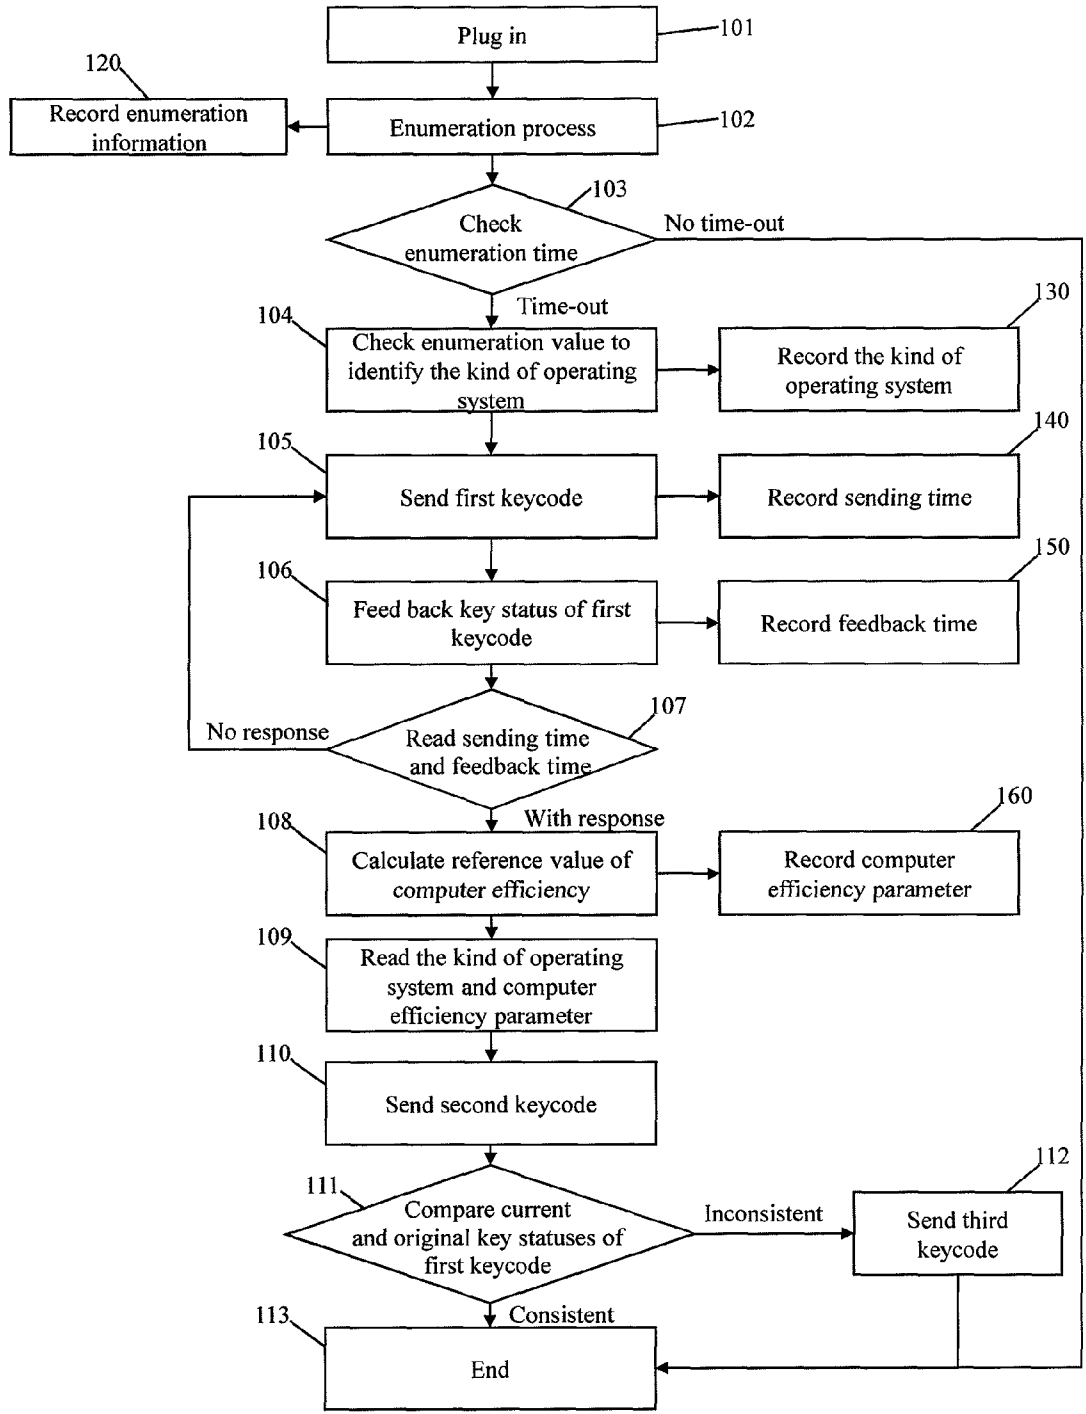 Plug in
101
120
Record enumeration
information
Enumeration process
102
103
Check
enumeration time
No time-out
Time-out
104
Check enumeration value to
identify the kind of operating
system
130
Record the kind of
operating system
105
Send first keycode
140
Record sending time
106
Feed back key status of first
keycode
150
Record feedback time
107
No response
Read sending time
and feedback time
With response
108
Calculate reference value of
computer efficiency
160
Record computer
efficiency parameter
109
Read the kind of operating
system and computer
efficiency parameter
110
Send second keycode
111
Compare current
and original key statuses of
first keycode
Inconsistent
112
Send third
keycode
Consistent
113
End